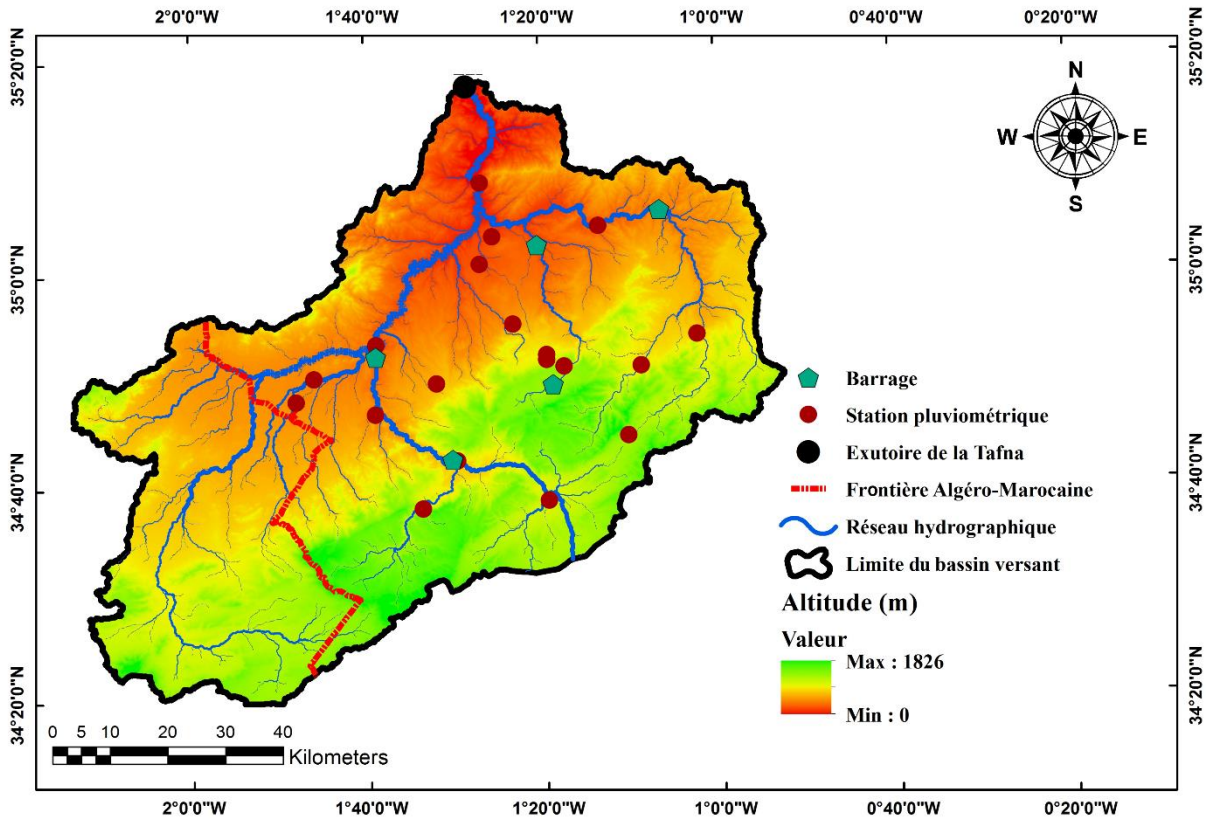 2°0'0"W 1°40'0"W 1°20'0"W 1°0'0"W 0°40'0"W 0°20'0"W
35°20'0"N
35°20'0"N
N
W E
S
35°0'0"N
35°0'0"N
Barrage
Station pluviométrique
Exutoire de la Tafna
Frontière Algéro-Marocaine
Réseau hydrographique
Limite du bassin versant
34°40'0"N
34°40'0"N
Altitude (m)
Valeur
Max : 1826
Min : 0
34°20'0"N
34°20'0"N
0 5 10 20 30 40
Kilometers
2°0'0"W 1°40'0"W 1°20'0"W 1°0'0"W 0°40'0"W 0°20'0"W